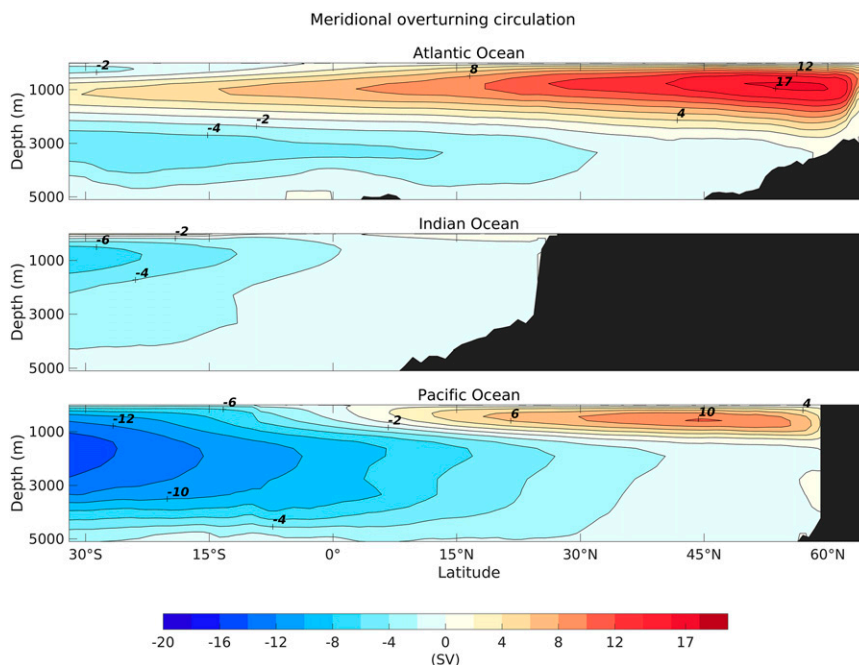 Meridional overturning circulation
Atlantic Ocean
-2
8
12
17
4
-2
-4
1000
3000
5000
Depth (m)
Indian Ocean
-2
-6
-4
1000
3000
5000
Depth (m)
Pacific Ocean
-6
4
-12
-2
6
10
-10
-4
1000
3000
5000
Depth (m)
30°S 15°S 0° 15°N 30°N 45°N 60°N
Latitude
-20 -16 -12 -8 -4 0 4 8 12 17
(SV)